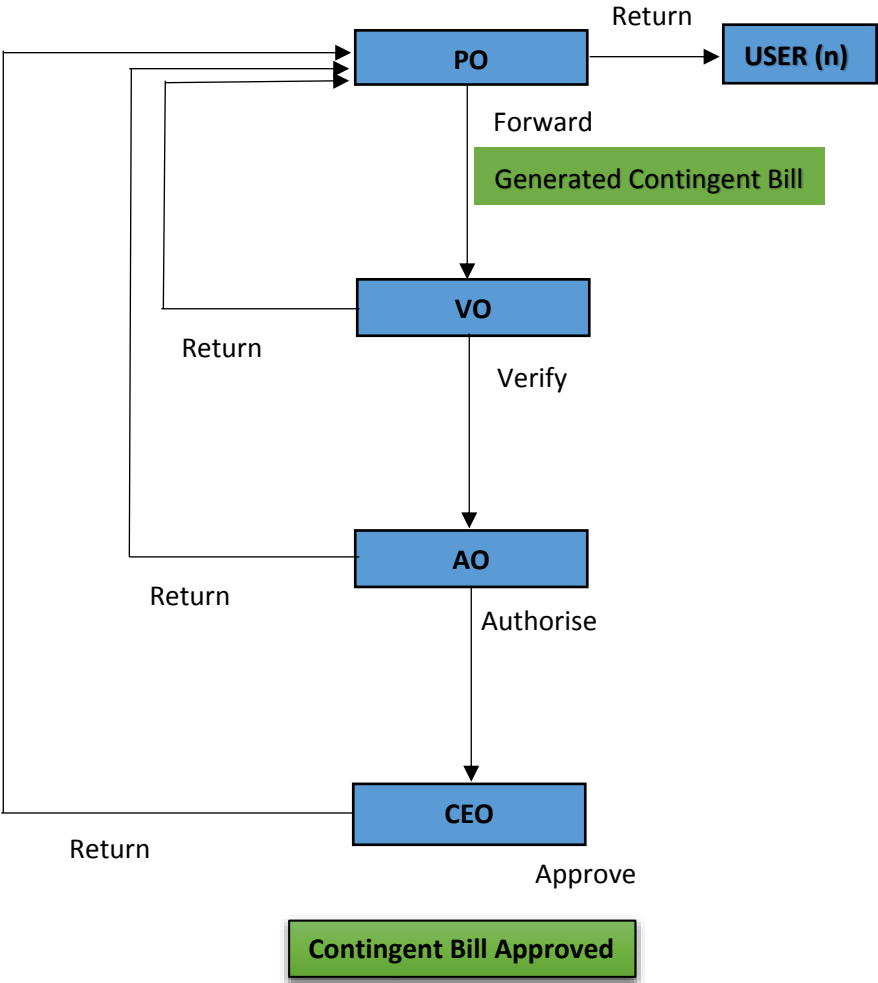 Return
PO
USER (n)
Forward
Generated Contingent Bill
VO
Return
Verify
AO
Return
Authorise
CEO
Return
Approve
Contingent Bill Approved